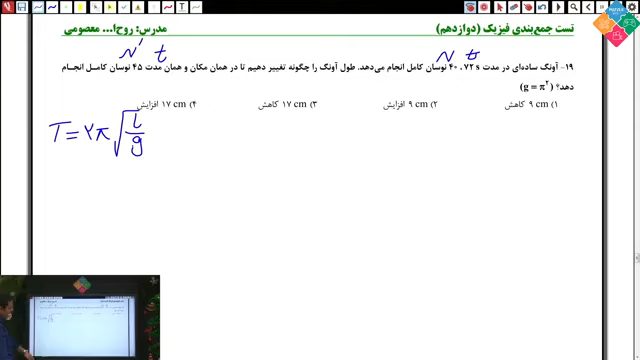 تست جمع‌بندی فیزیک (دوازدهم)
مدرس: روح‌ا... معصومی
N' t N t
۱۹- آونگ ساده‌ای در مدت ۷۲ s، ۴۰ نوسان کامل انجام می‌دهد. طول آونگ را چگونه تغییر دهیم تا در همان مکان و همان مدت ۴۵ نوسان کامل انجام
دهد؟ (g = π²)
۱) ۹ cm کاهش ۲) ۹ cm افزایش ۳) ۱۷ cm کاهش ۴) ۱۷ cm افزایش
T = ۲π √(L/g)